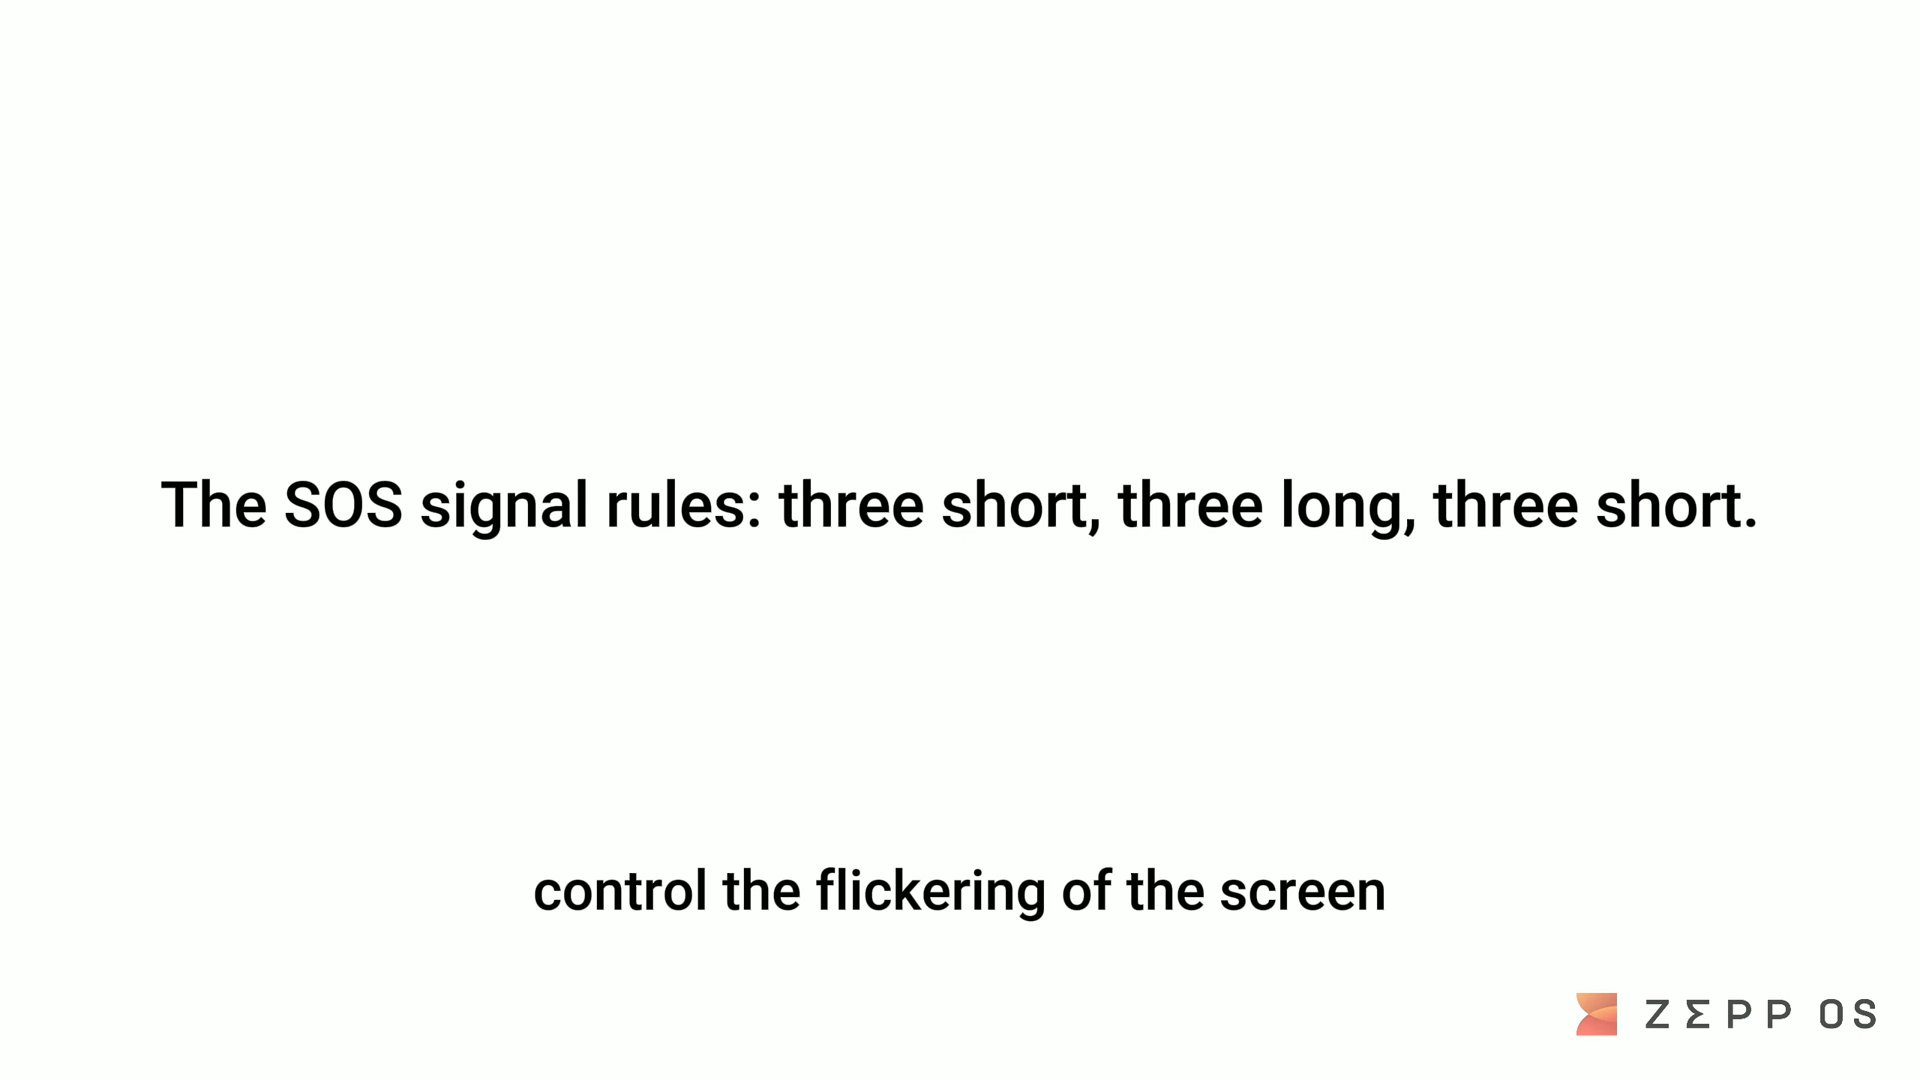 The SOS signal rules: three short, three long, three short.
control the flickering of the screen
ZEPP OS